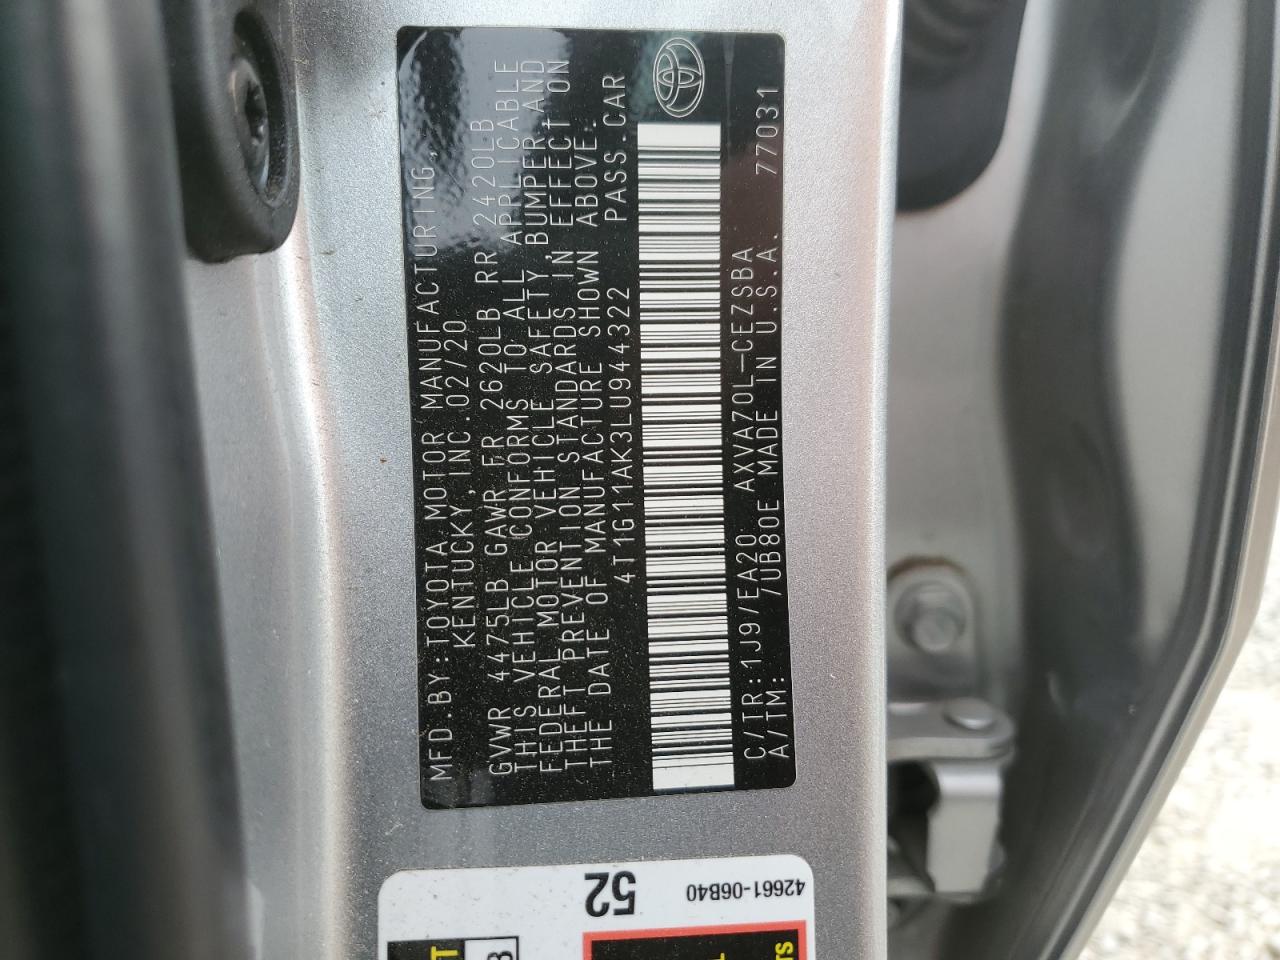 MFD.BY:TOYOTA MOTOR MANUFACTURING,
KENTUCKY,INC.02/20
GVWR 4475LB GAWR FR 2620LB RR 2420LB
THIS VEHICLE CONFORMS TO ALL APPLICABLE
FEDERAL MOTOR VEHICLE SAFETY,BUMPER,AND
THEFT PREVENTION STANDARDS IN EFFECT ON
THE DATE OF MANUFACTURE SHOWN ABOVE.
4T1G11AK3LU944322 PASS.CAR
C/TR:1J9/EA20 AXVA70L-CEZSBA
A/TM: /UB80E MADE IN U.S.A. 77031
52
42661-06B40